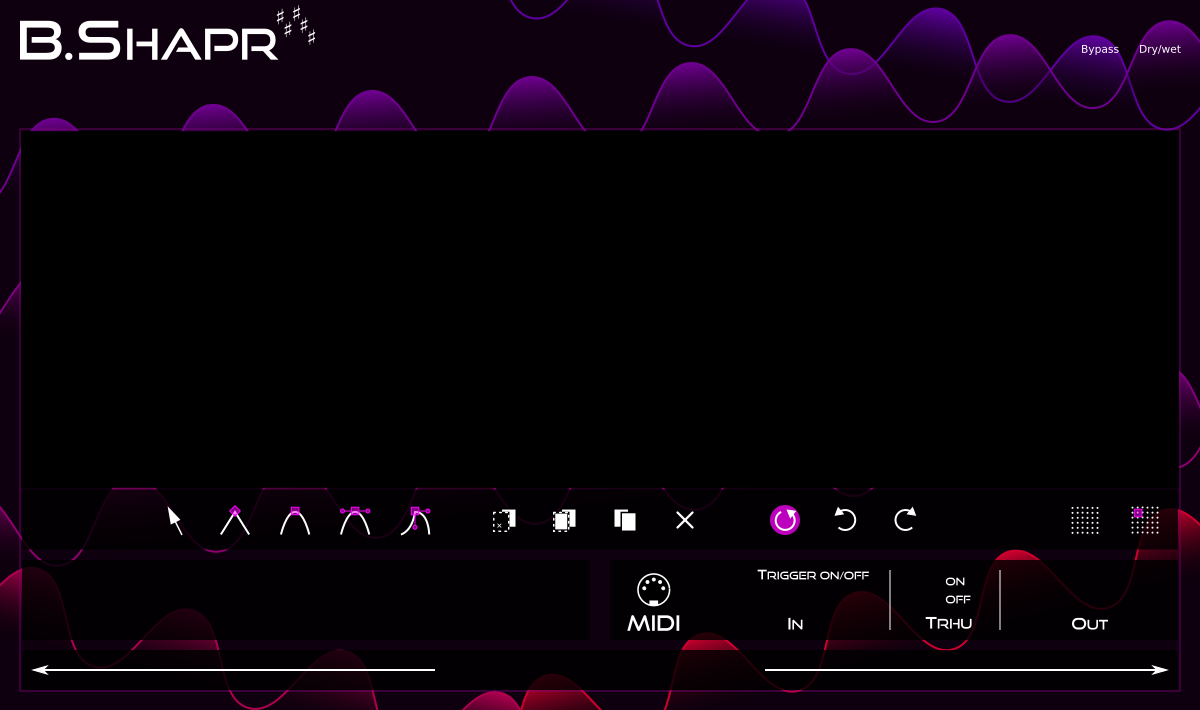 B.Shapr
Bypass Dry/wet
Trigger on/off
on
off
MIDI
In
Trhu
Out